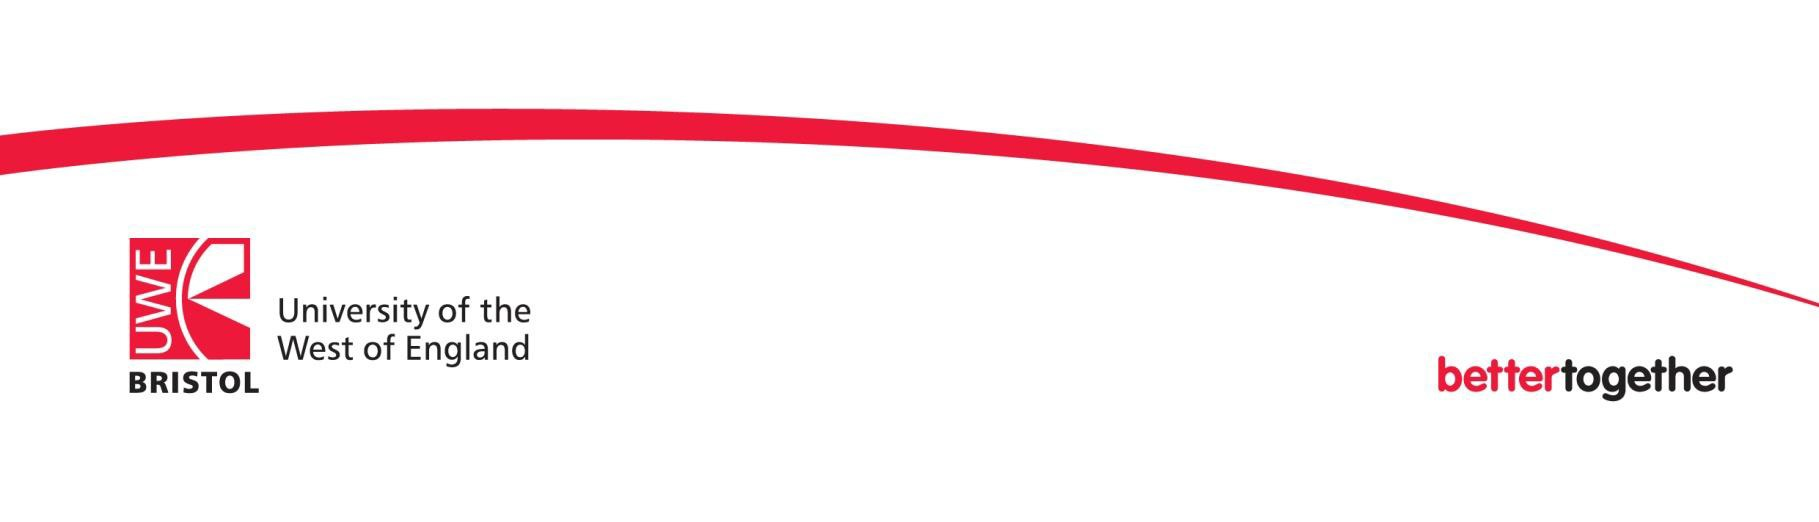 UWE
BRISTOL
University of the
West of England
bettertogether